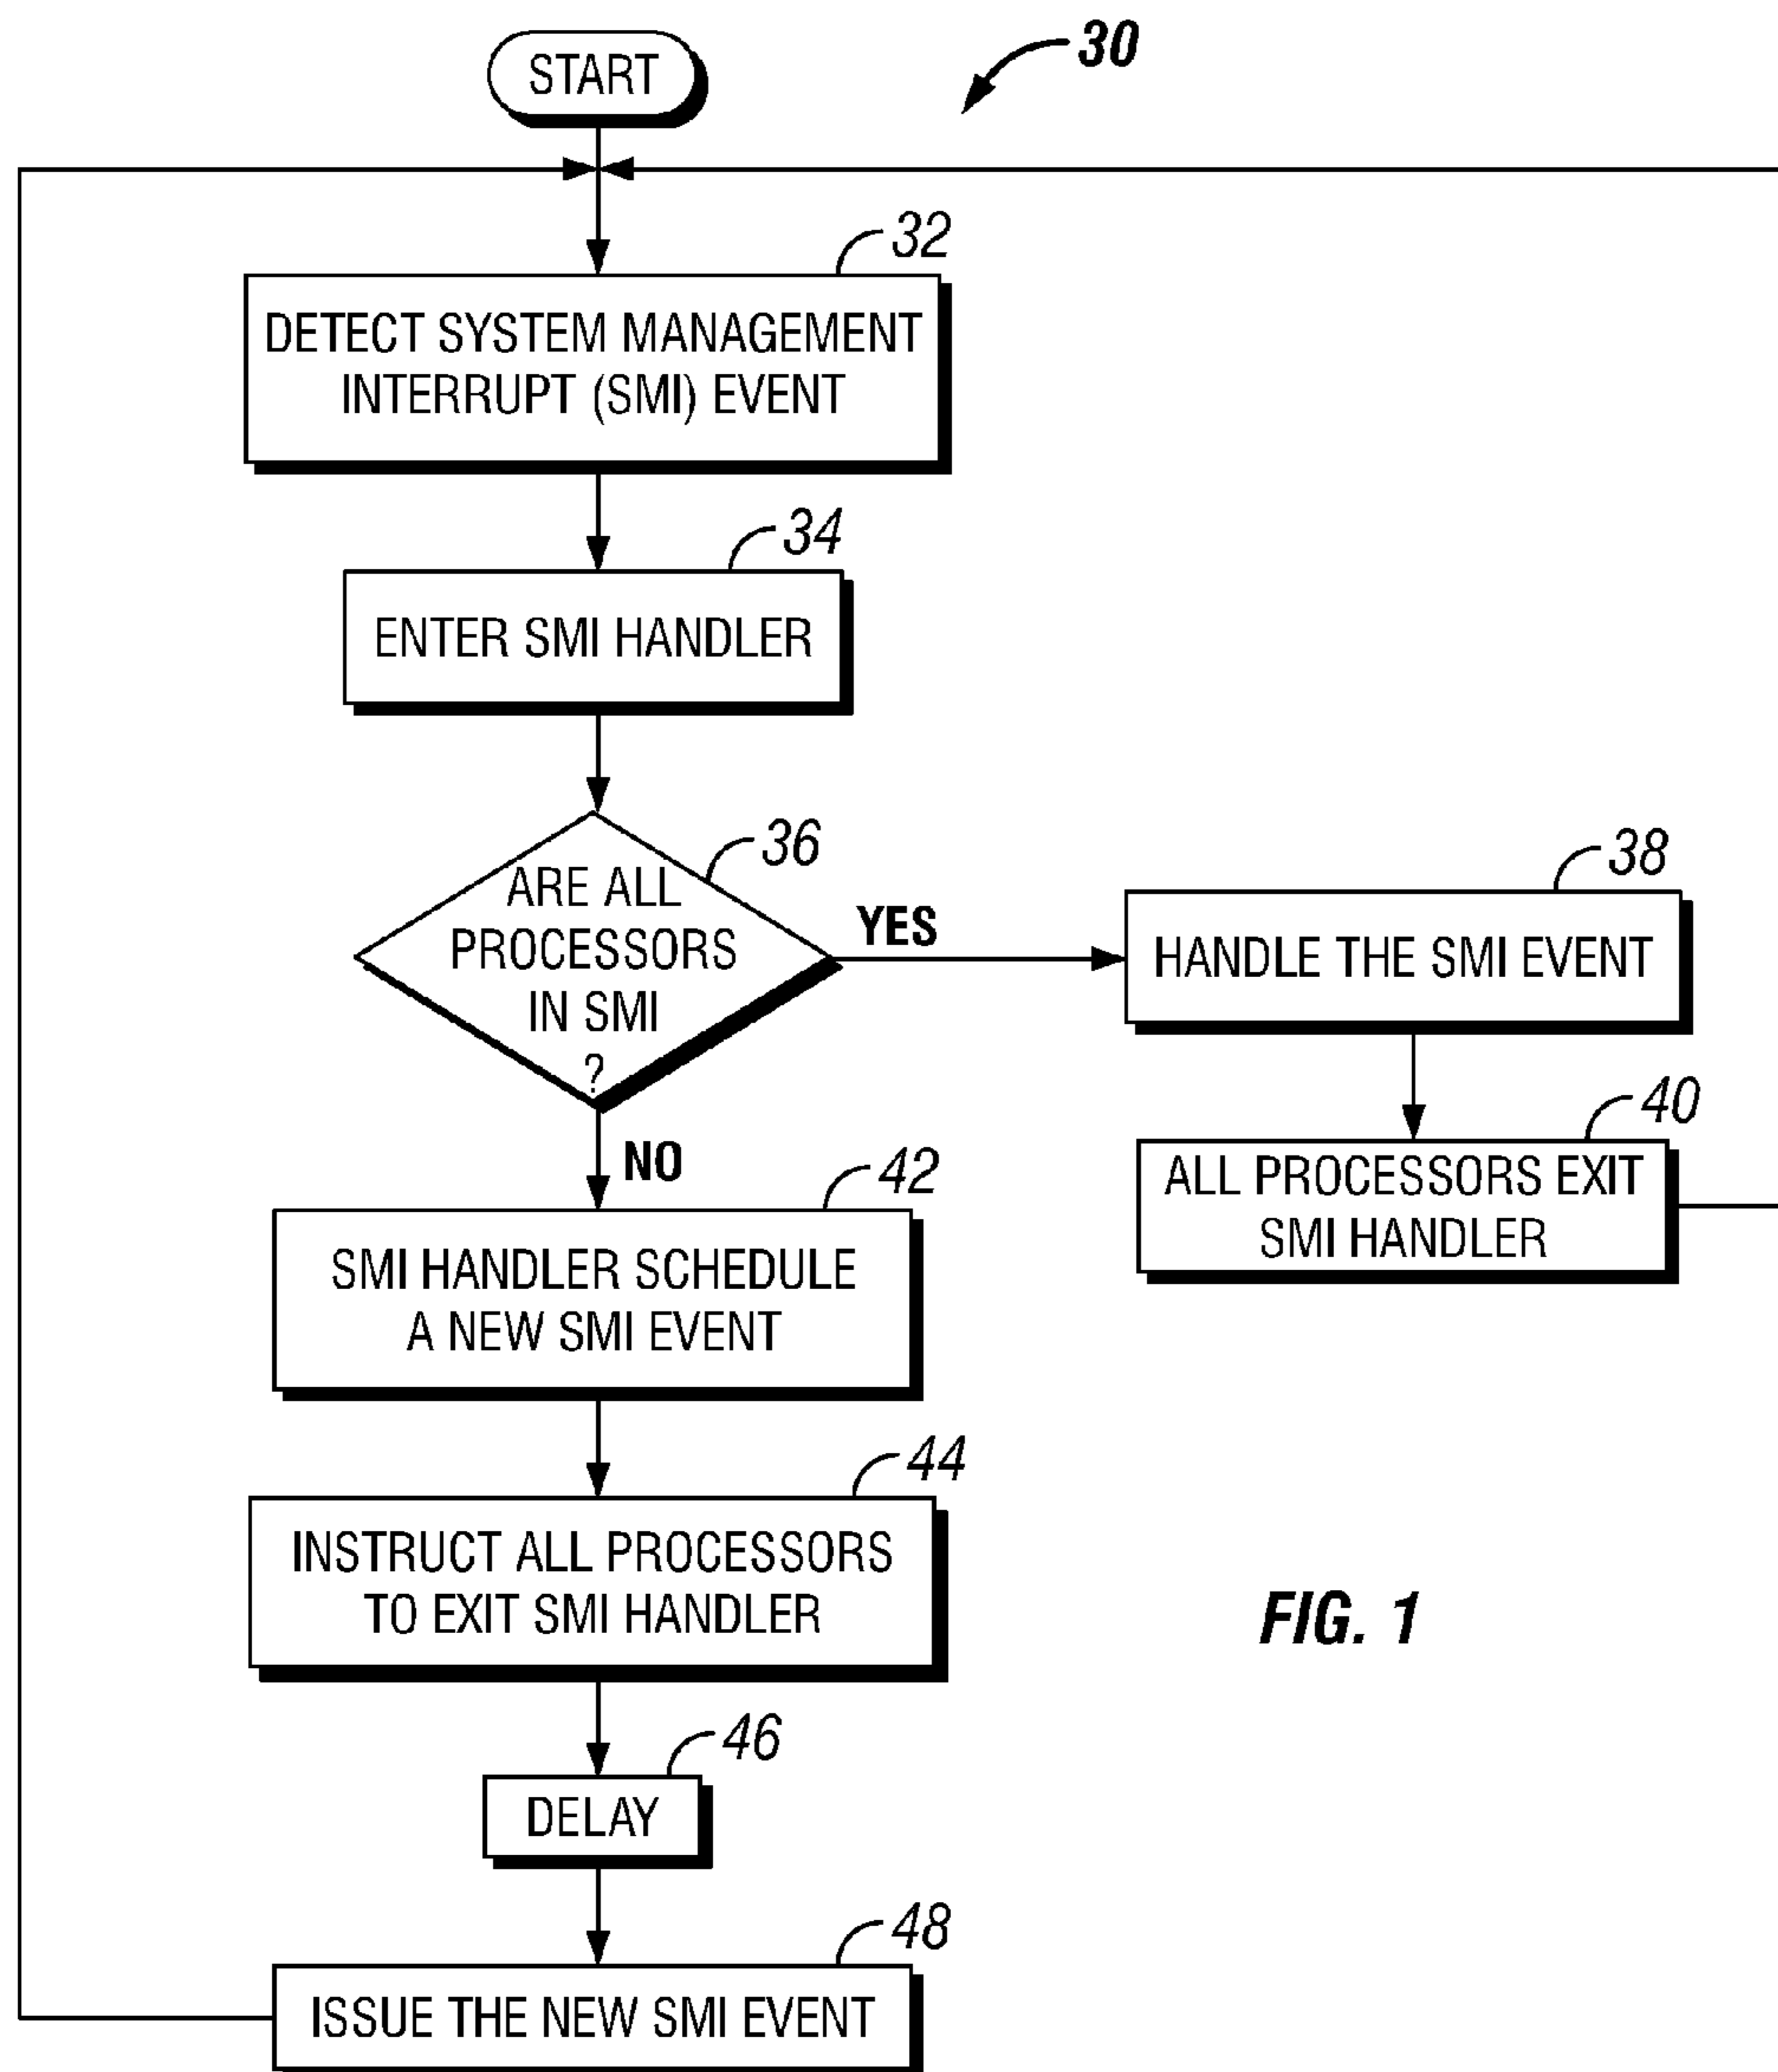 START
30
32
DETECT SYSTEM MANAGEMENT
INTERRUPT (SMI) EVENT
34
ENTER SMI HANDLER
36
ARE ALL
PROCESSORS
IN SMI
?
YES
38
HANDLE THE SMI EVENT
40
ALL PROCESSORS EXIT
SMI HANDLER
NO
42
SMI HANDLER SCHEDULE
A NEW SMI EVENT
44
INSTRUCT ALL PROCESSORS
TO EXIT SMI HANDLER
FIG. 1
46
DELAY
48
ISSUE THE NEW SMI EVENT